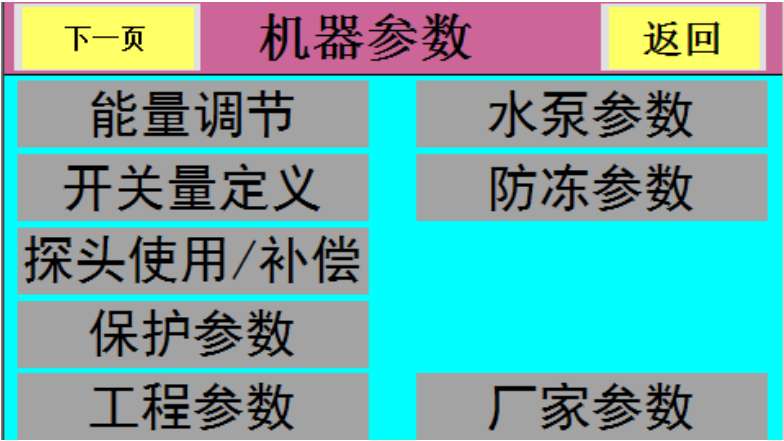 下一页
机器参数
返回
能量调节
水泵参数
开关量定义
防冻参数
探头使用/补偿
保护参数
工程参数
厂家参数